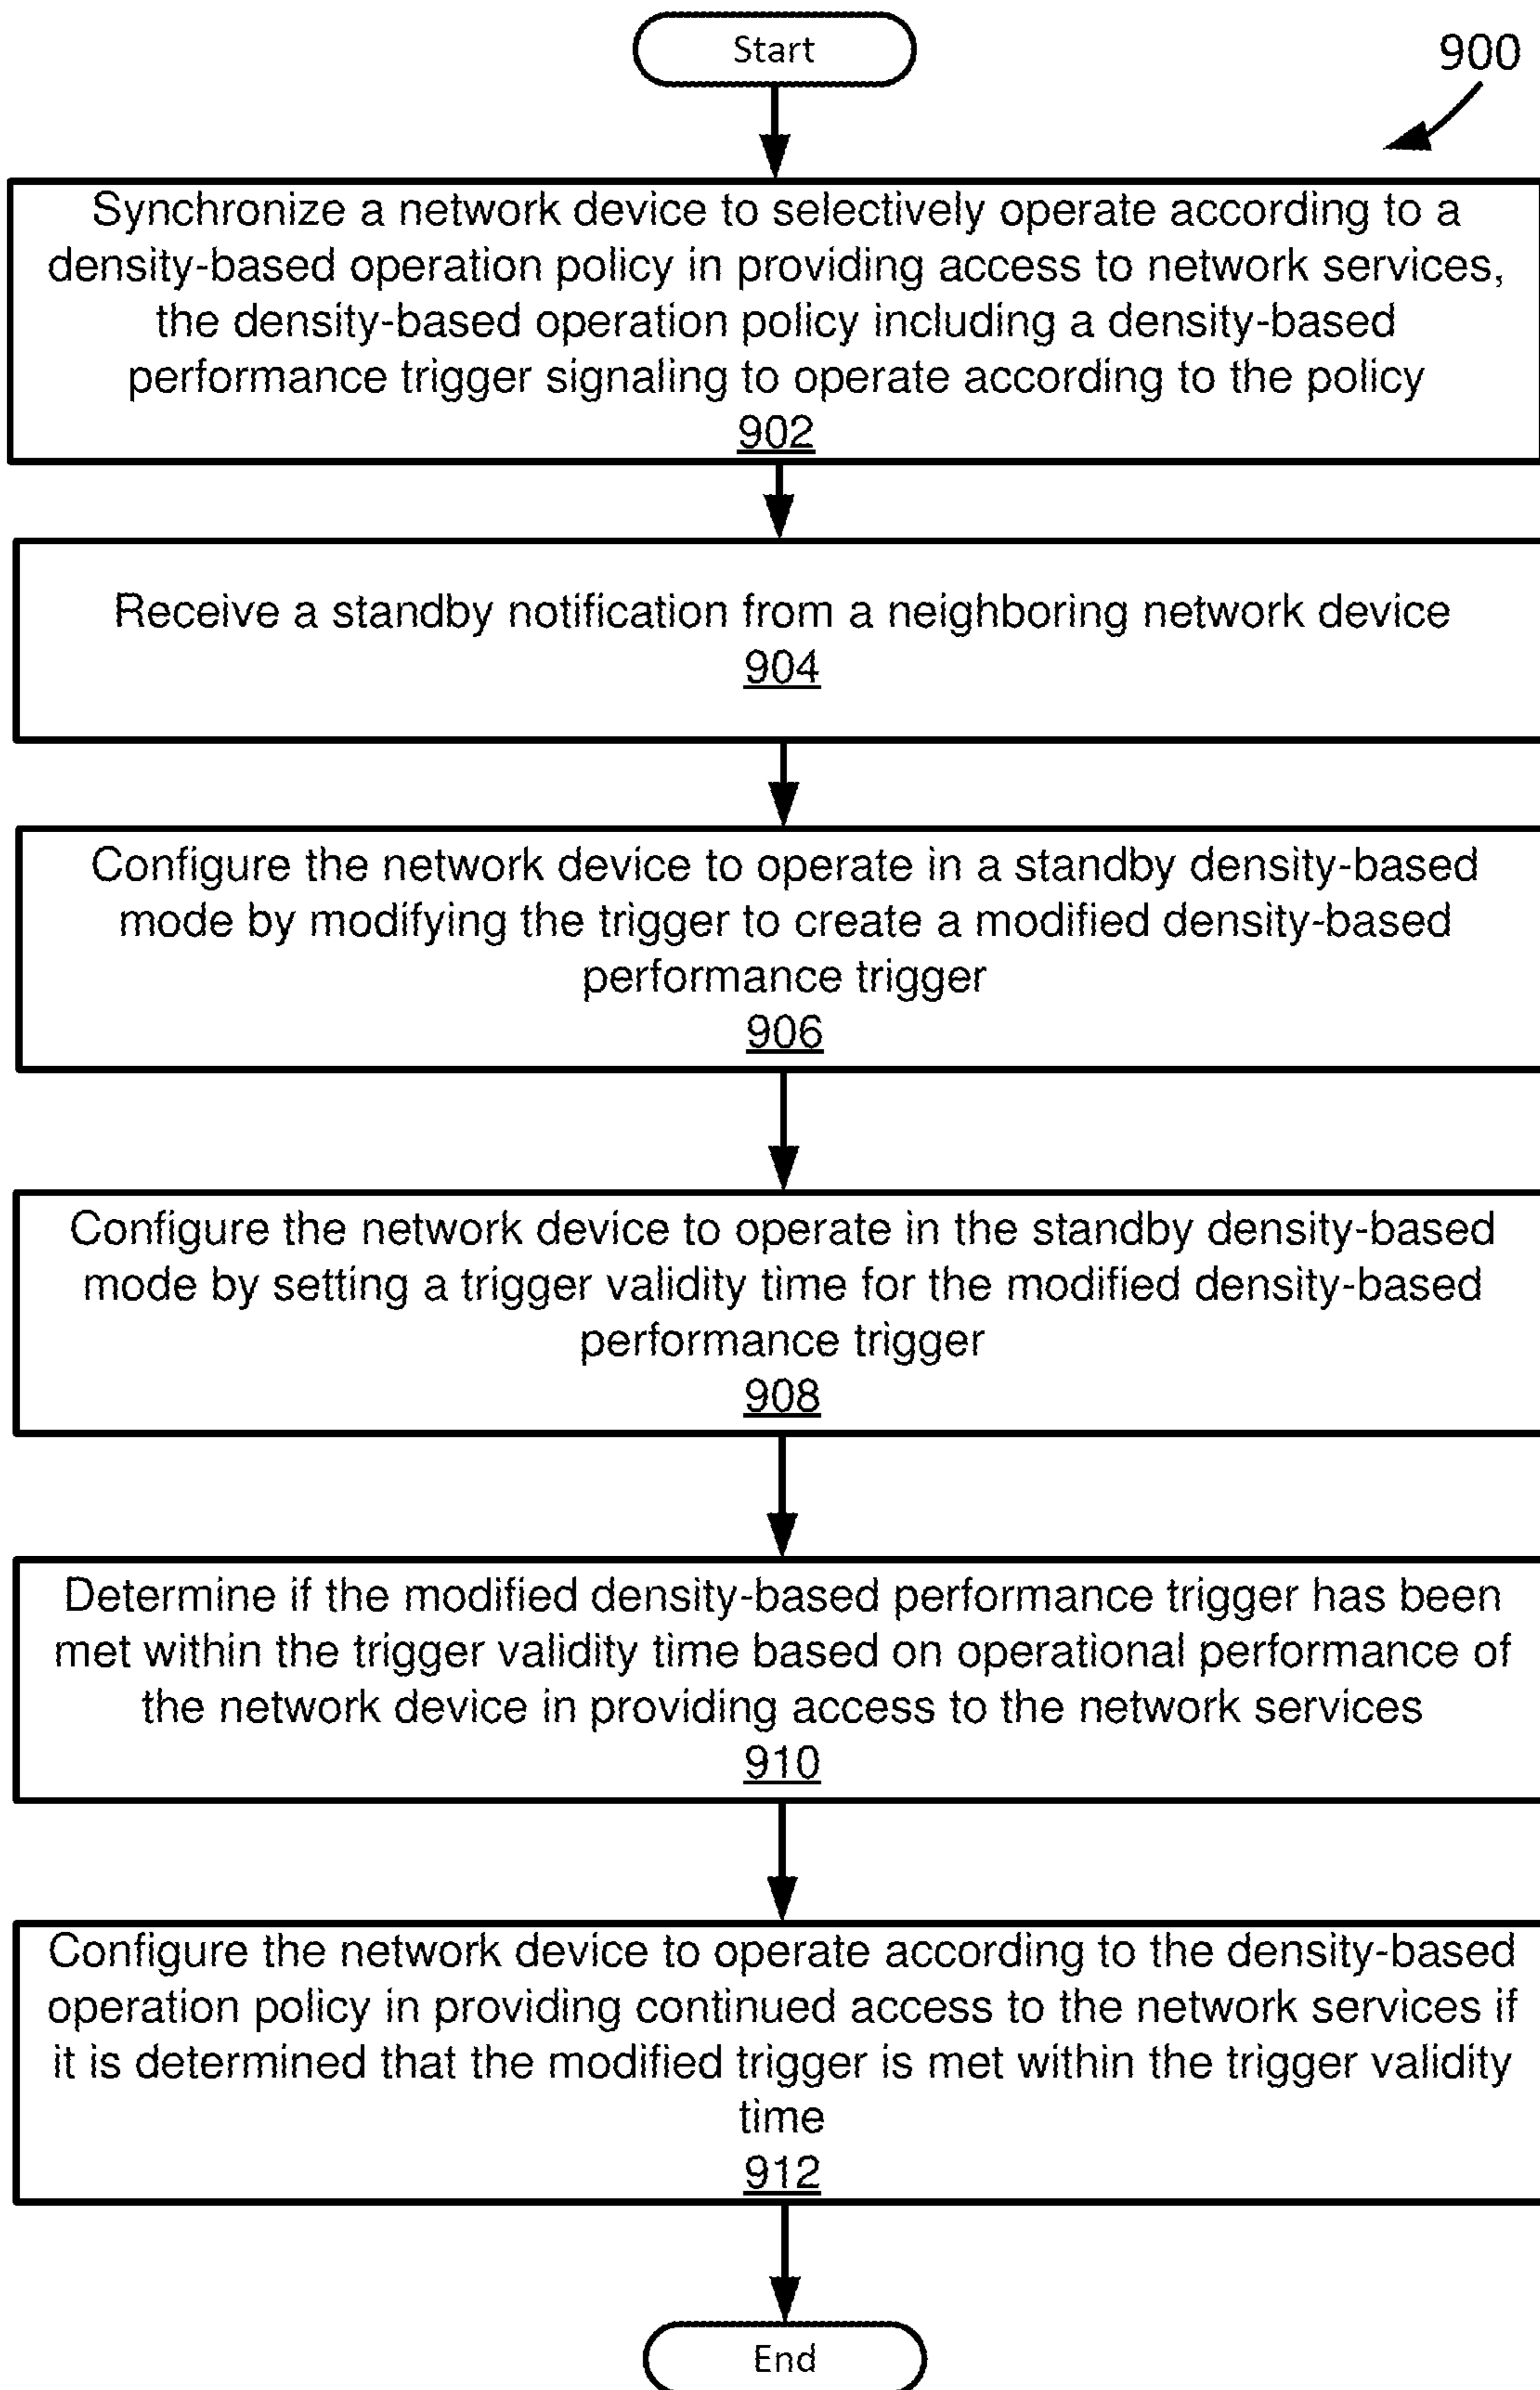 Start
900
Synchronize a network device to selectively operate according to a
density-based operation policy in providing access to network services,
the density-based operation policy including a density-based
performance trigger signaling to operate according to the policy
902
Receive a standby notification from a neighboring network device
904
Configure the network device to operate in a standby density-based
mode by modifying the trigger to create a modified density-based
performance trigger
906
Configure the network device to operate in the standby density-based
mode by setting a trigger validity time for the modified density-based
performance trigger
908
Determine if the modified density-based performance trigger has been
met within the trigger validity time based on operational performance of
the network device in providing access to the network services
910
Configure the network device to operate according to the density-based
operation policy in providing continued access to the network services if
it is determined that the modified trigger is met within the trigger validity
time
912
End